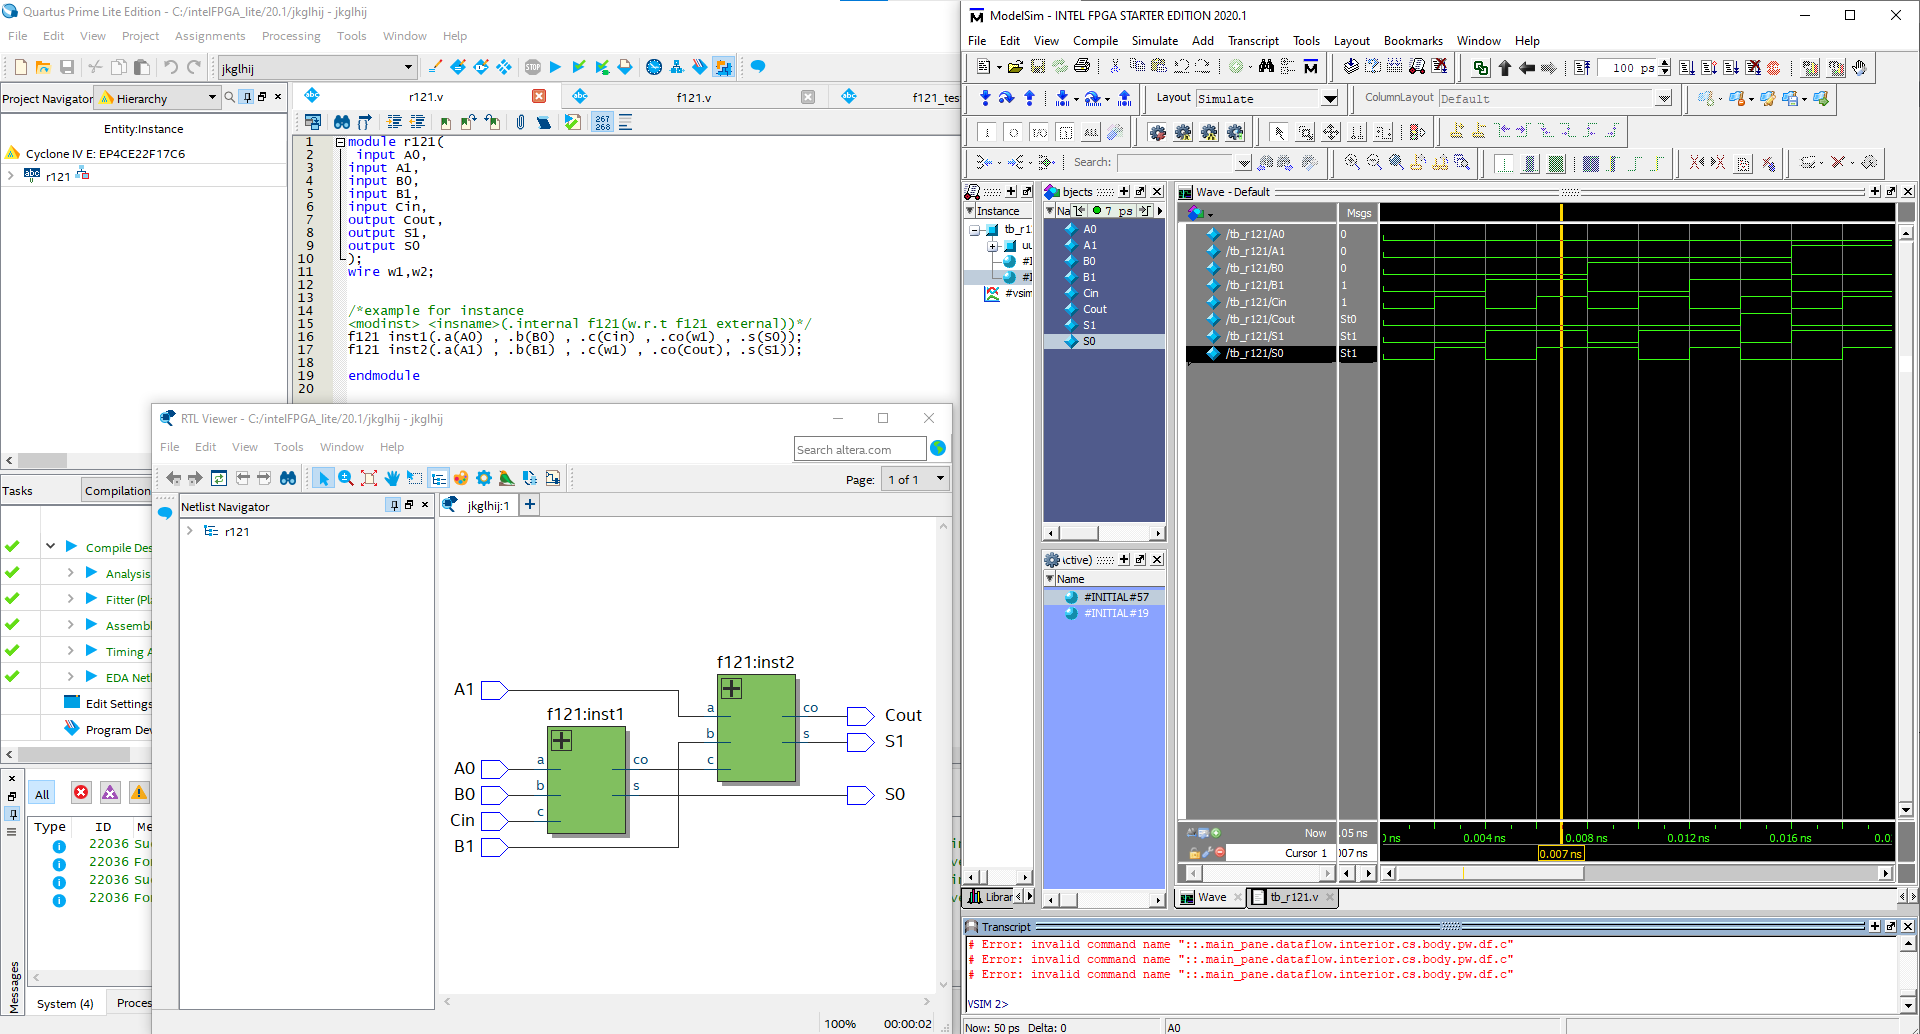 Quartus Prime Lite Edition - C:/intelFPGA_lite/20.1/jkglhij - jkglhij
File Edit View Project Assignments Processing Tools Window Help
jkglhij
Project Navigator Hierarchy
Entity:Instance
Cyclone IV E: EP4CE22F17C6
r121
r121.v
f121.v
f121_tes
267
268
1 module r121(
2 input A0,
3 input A1,
4 input B0,
5 input B1,
6 input Cin,
7 output Cout,
8 output S1,
9 output S0
10 );
11 wire w1,w2;
12
13
14 /*example for instance
15 <modinst> <insname>(.internal f121(w.r.t f121 external))*/
16 f121 inst1(.a(A0) , .b(B0) , .c(Cin) , .co(w1) , .s(S0));
17 f121 inst2(.a(A1) , .b(B1) , .c(w1) , .co(Cout), .s(S1));
18
19 endmodule
20
Tasks Compilation
Compile Des
Analysis
Fitter (Pla
Assembl
Timing A
EDA Netl
Edit Settings
Program Dev
All
Type ID Me
22036 Suc
22036 For
22036 Suc
22036 For
Messages
System (4) Proces
RTL Viewer - C:/intelFPGA_lite/20.1/jkglhij - jkglhij
File Edit View Tools Window Help
Search altera.com
Page: 1 of 1
Netlist Navigator
jkglhij:1
r121
f121:inst2
A1
a co Cout
f121:inst1
b s S1
A0 a co c
B0 b s S0
Cin c
B1
100% 00:00:02
ModelSim - INTEL FPGA STARTER EDITION 2020.1
File Edit View Compile Simulate Add Transcript Tools Layout Bookmarks Window Help
100 ps
Layout Simulate
ColumnLayout Default
Search:
Instance
tb_r1
uu
#I
#I
#vsim
Librar
bjects
Na 7 ps
A0
A1
B0
B1
Cin
Cout
S1
S0
ctive)
Name
#INITIAL#57
#INITIAL#19
Wave - Default
Msgs
/tb_r121/A0 0
/tb_r121/A1 0
/tb_r121/B0 0
/tb_r121/B1 1
/tb_r121/Cin 1
/tb_r121/Cout St0
/tb_r121/S1 St1
/tb_r121/S0 St1
Now .05 ns
ns 0.004 ns 0.008 ns 0.012 ns 0.016 ns 0.0
Cursor 1 007 ns
0.007 ns
Wave tb_r121.v
Transcript
# Error: invalid command name "::.main_pane.dataflow.interior.cs.body.pw.df.c"
# Error: invalid command name "::.main_pane.dataflow.interior.cs.body.pw.df.c"
# Error: invalid command name "::.main_pane.dataflow.interior.cs.body.pw.df.c"
VSIM 2>
Now: 50 ps Delta: 0 A0